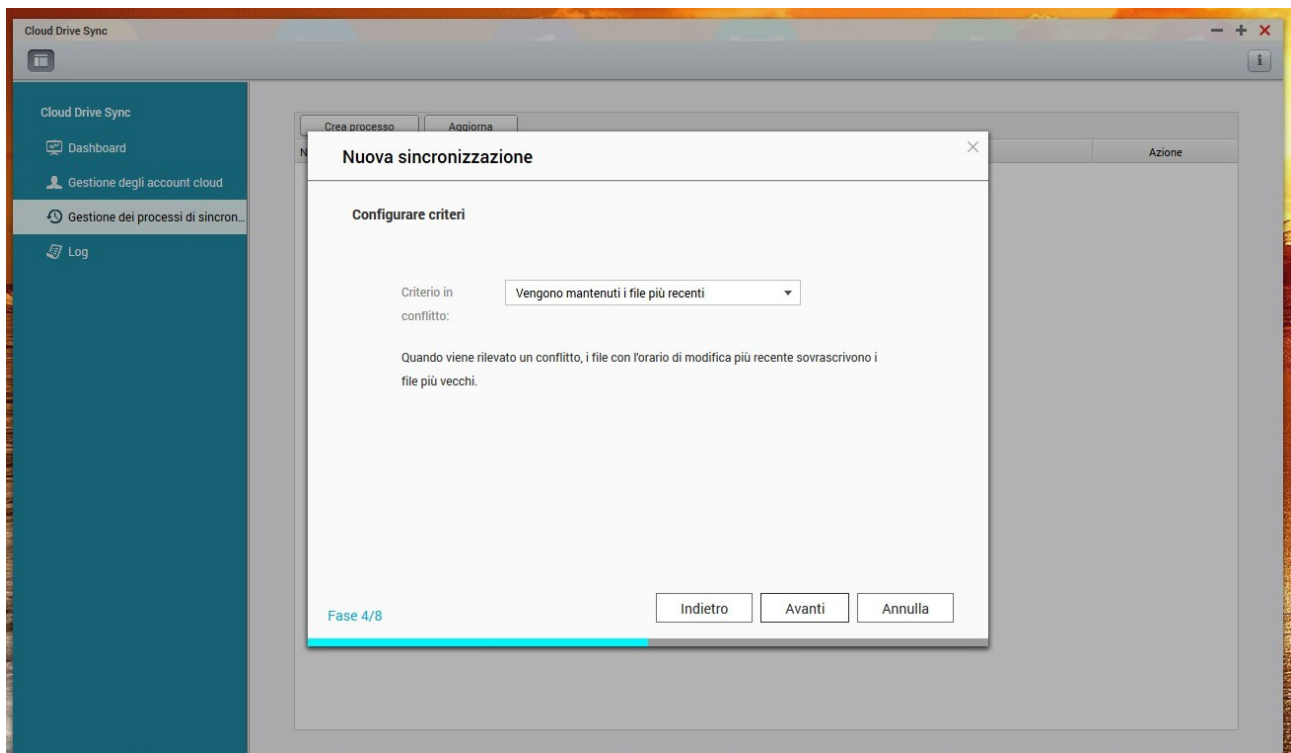 Cloud Drive Sync
Cloud Drive Sync
Dashboard
Gestione degli account cloud
Gestione dei processi di sincron...
Log
Crea processo
Aggiorna
N
Azione
Nuova sincronizzazione
Configurare criteri
Criterio in
conflitto:
Vengono mantenuti i file più recenti
Quando viene rilevato un conflitto, i file con l'orario di modifica più recente sovrascrivono i
file più vecchi.
Fase 4/8
Indietro
Avanti
Annulla